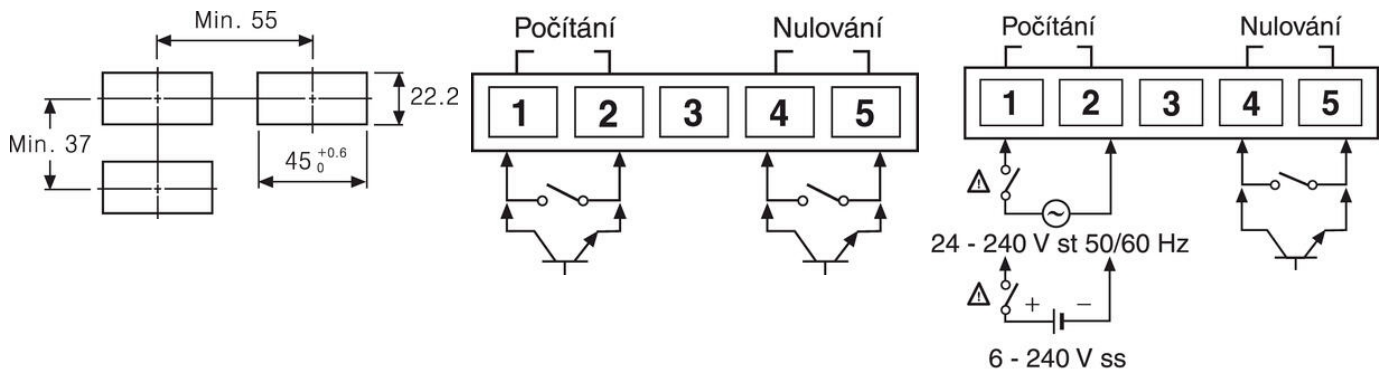 Min. 55
22.2
Min. 37
45 +0.6 0
Počítání Nulování
1 2 3 4 5
Počítání Nulování
1 2 3 4 5
24 - 240 V st 50/60 Hz
+ −
6 - 240 V ss